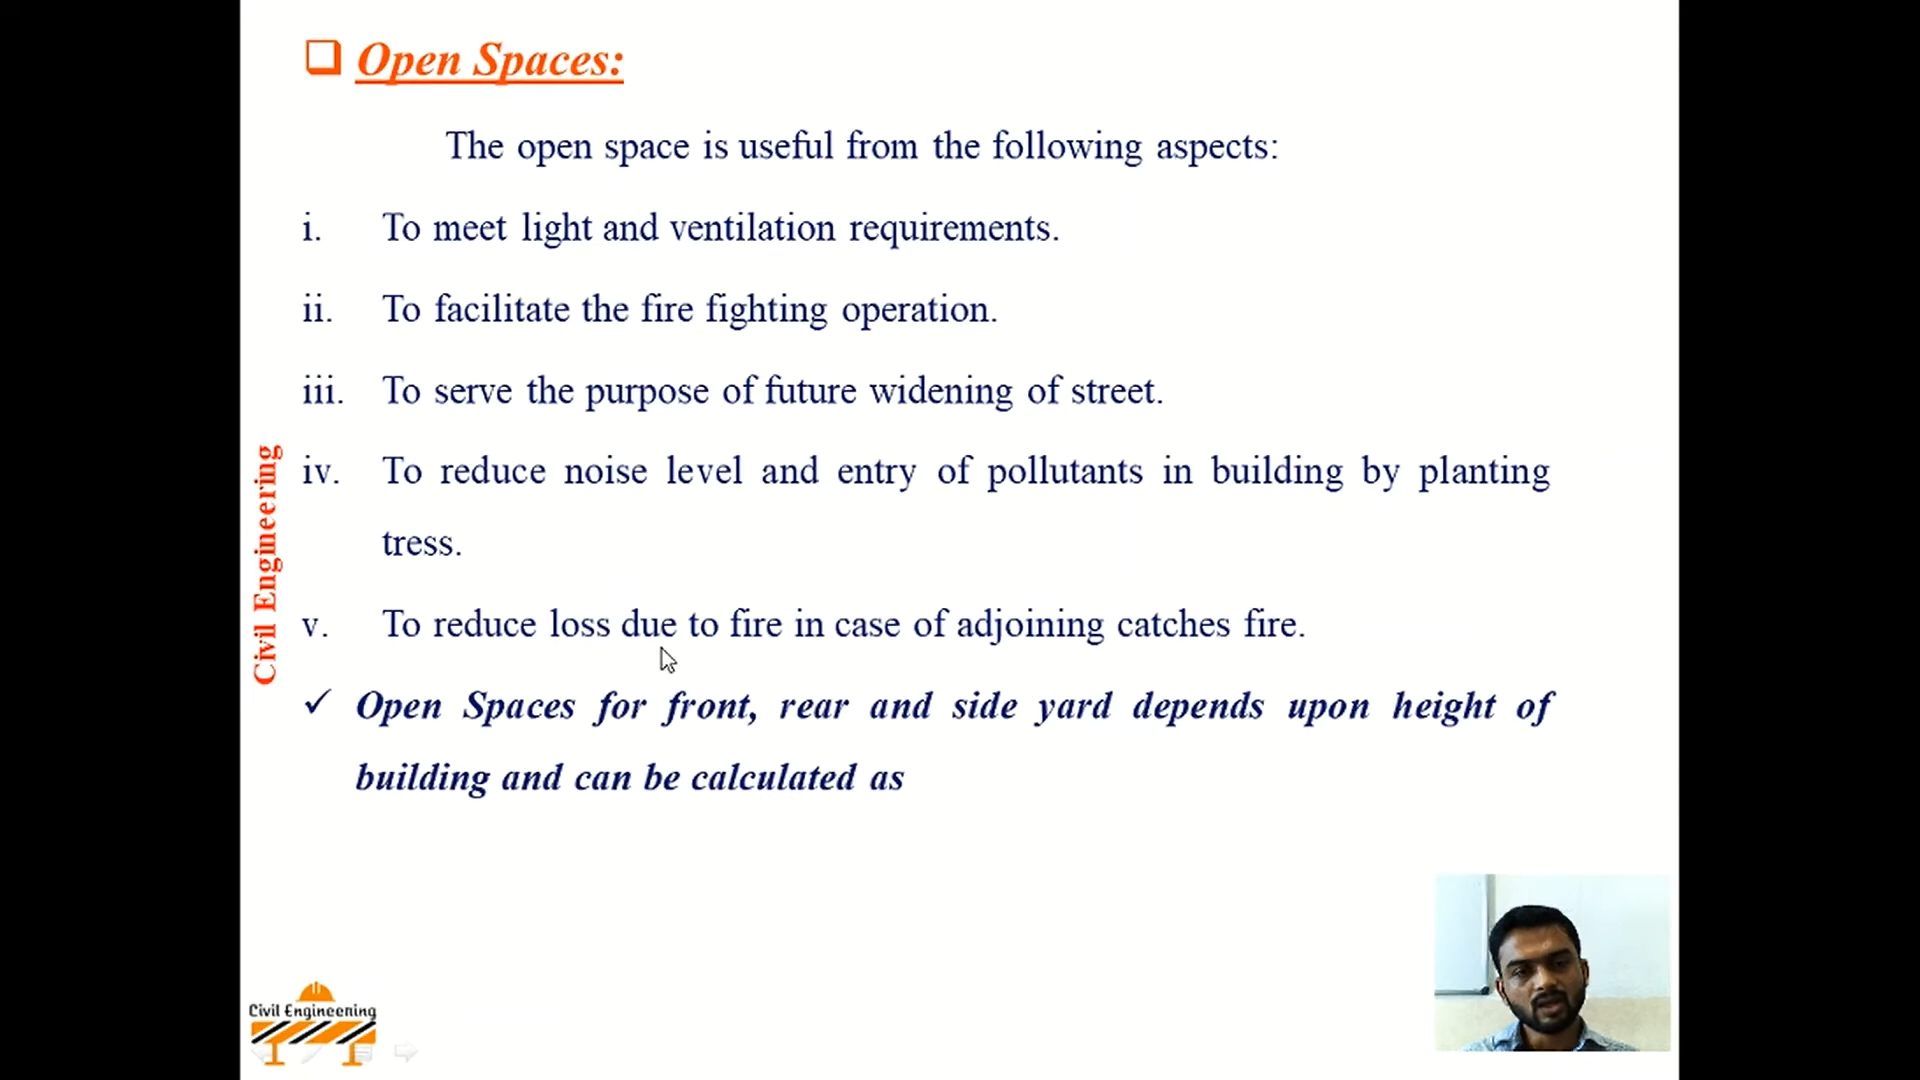 Open Spaces:
The open space is useful from the following aspects:
i. To meet light and ventilation requirements.
ii. To facilitate the fire fighting operation.
iii. To serve the purpose of future widening of street.
iv. To reduce noise level and entry of pollutants in building by planting
tress.
v. To reduce loss due to fire in case of adjoining catches fire.
✓ Open Spaces for front, rear and side yard depends upon height of
building and can be calculated as
Civil Engineering
Civil Engineering